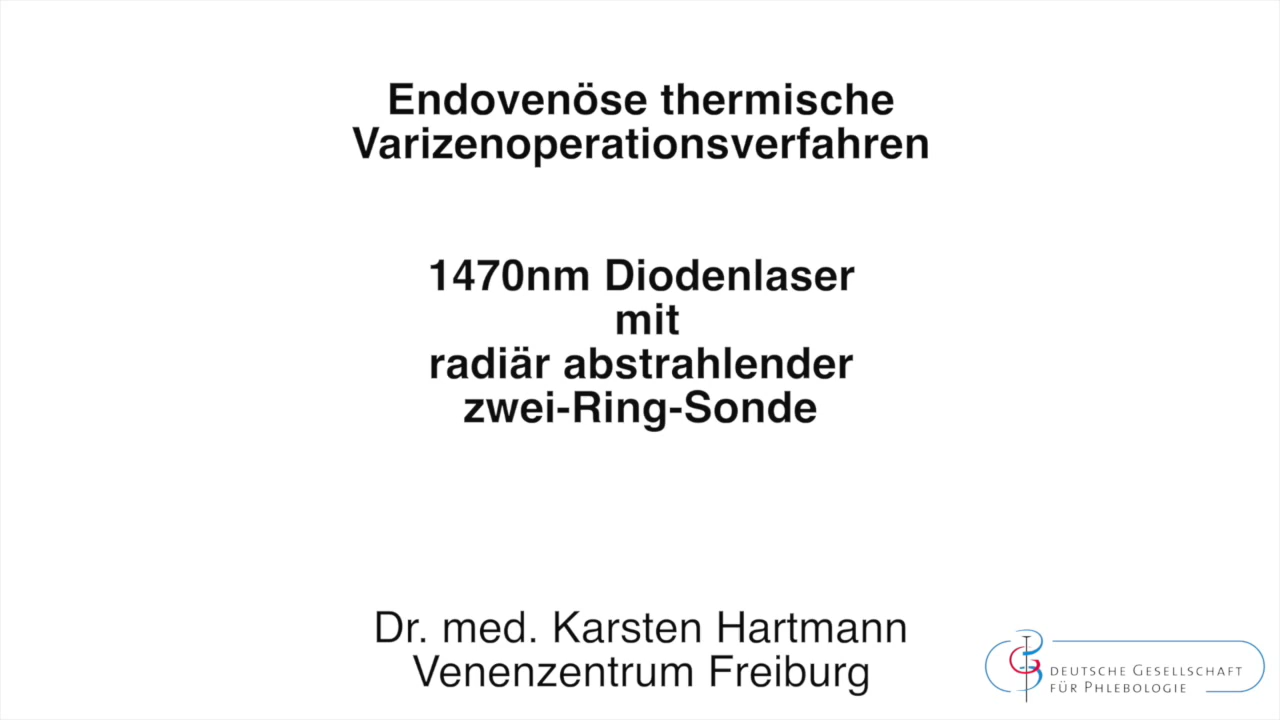 Endovenöse thermische
Varizenoperationsverfahren
1470nm Diodenlaser
mit
radiär abstrahlender
zwei-Ring-Sonde
Dr. med. Karsten Hartmann
Venenzentrum Freiburg
DEUTSCHE GESELLSCHAFT
FÜR PHLEBOLOGIE